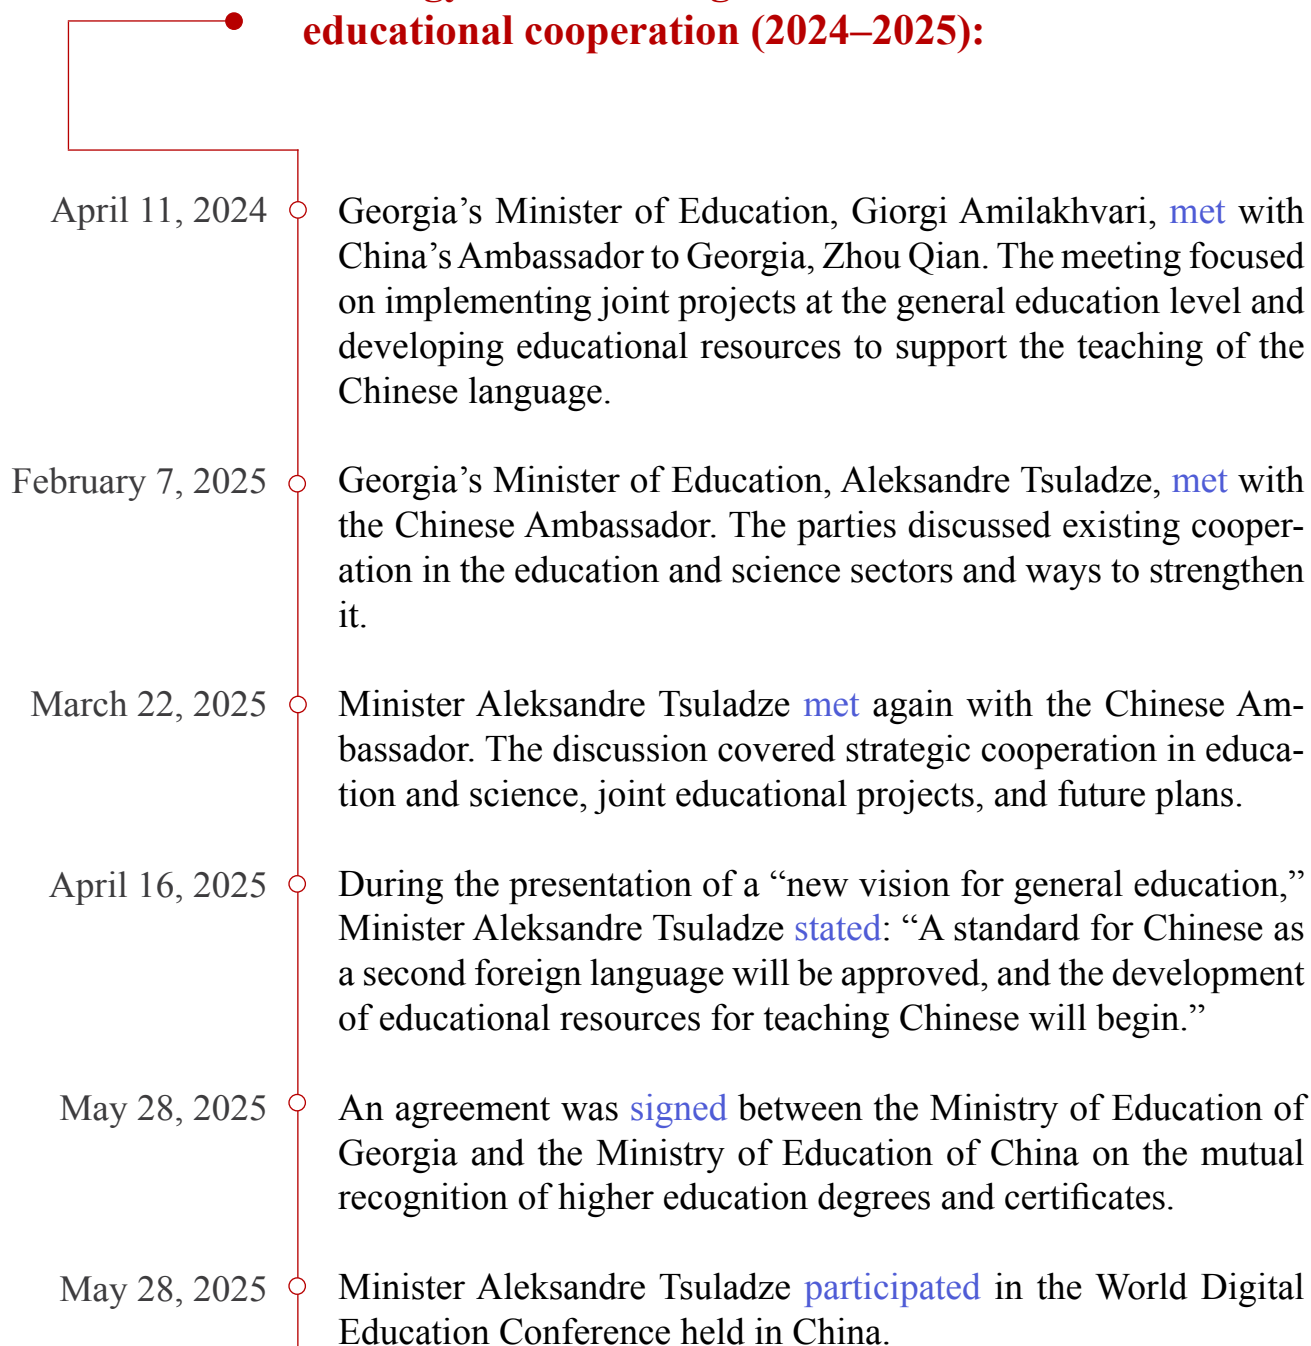 educational cooperation (2024–2025):
April 11, 2024
Georgia’s Minister of Education, Giorgi Amilakhvari, met with
China’s Ambassador to Georgia, Zhou Qian. The meeting focused
on implementing joint projects at the general education level and
developing educational resources to support the teaching of the
Chinese language.
February 7, 2025
Georgia’s Minister of Education, Aleksandre Tsuladze, met with
the Chinese Ambassador. The parties discussed existing cooper-
ation in the education and science sectors and ways to strengthen
it.
March 22, 2025
Minister Aleksandre Tsuladze met again with the Chinese Am-
bassador. The discussion covered strategic cooperation in educa-
tion and science, joint educational projects, and future plans.
April 16, 2025
During the presentation of a “new vision for general education,”
Minister Aleksandre Tsuladze stated: “A standard for Chinese as
a second foreign language will be approved, and the development
of educational resources for teaching Chinese will begin.”
May 28, 2025
An agreement was signed between the Ministry of Education of
Georgia and the Ministry of Education of China on the mutual
recognition of higher education degrees and certificates.
May 28, 2025
Minister Aleksandre Tsuladze participated in the World Digital
Education Conference held in China.